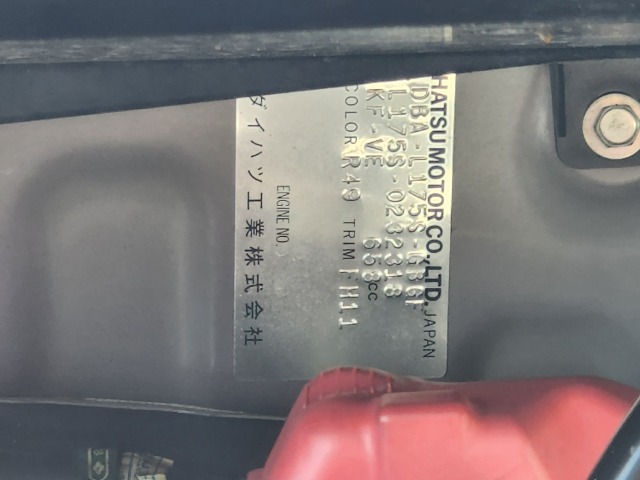 HATSU MOTOR CO., LTD. JAPAN
DBA-L175S-GBGF
L175S-0232318
KF-VE 658cc
COLOR R49 TRIM FH11
ENGINE NO.
ダイハツ工業株式会社